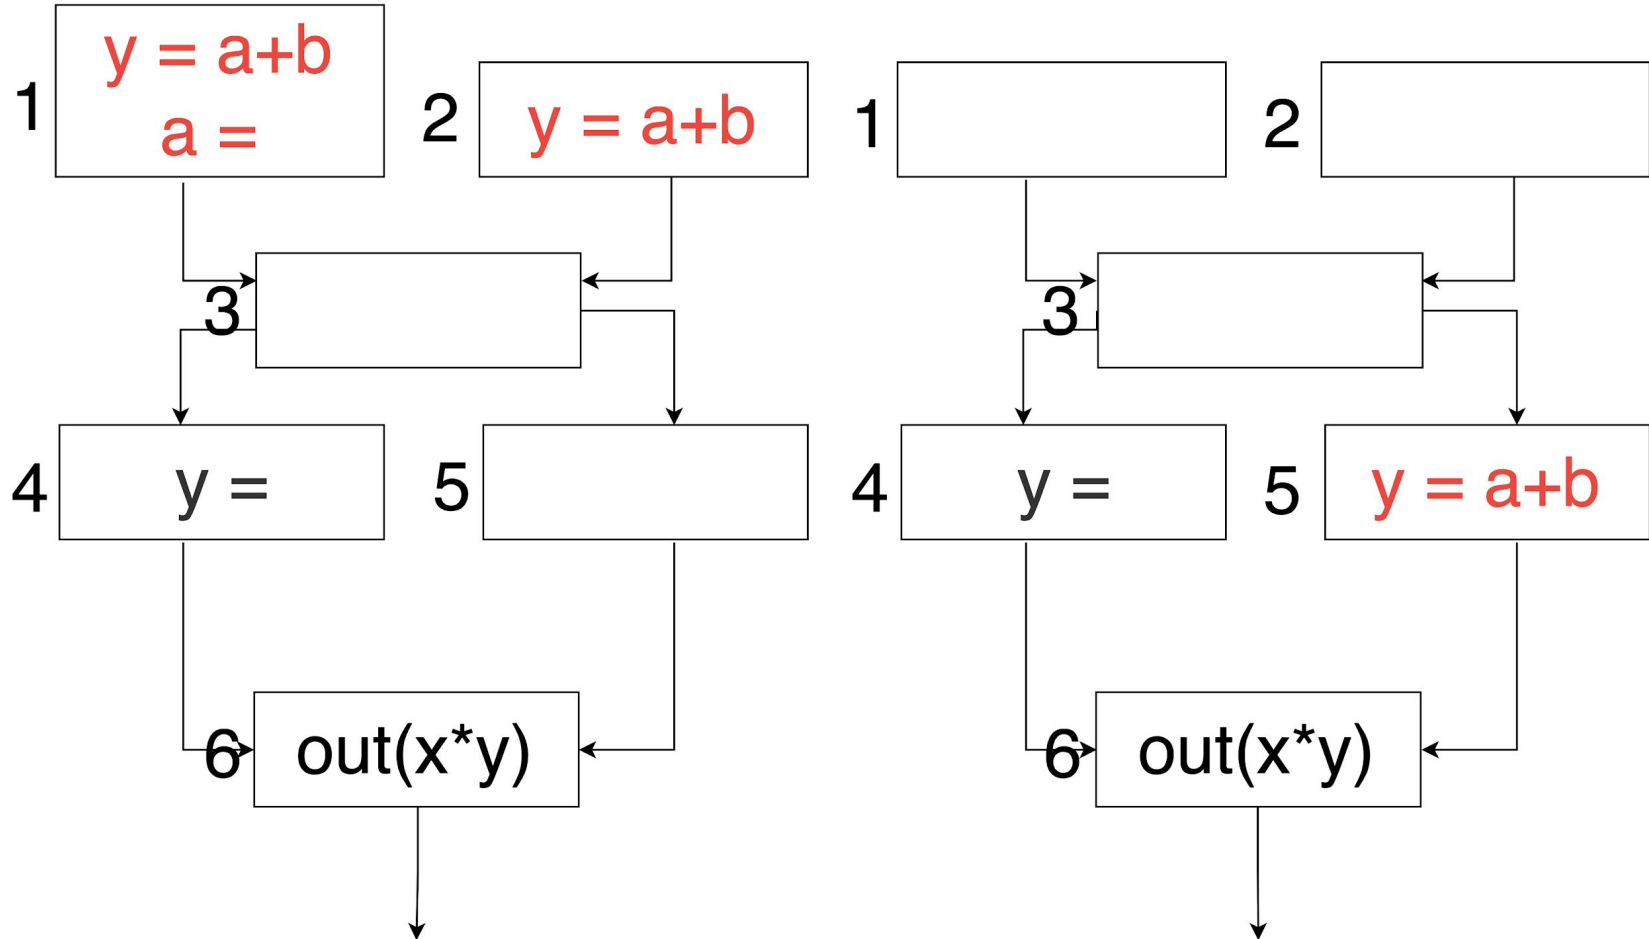 y = a+b
a =
1
2
y = a+b
3
4
y =
5
6
out(x*y)
1
2
3
4
y =
5
y = a+b
6
out(x*y)